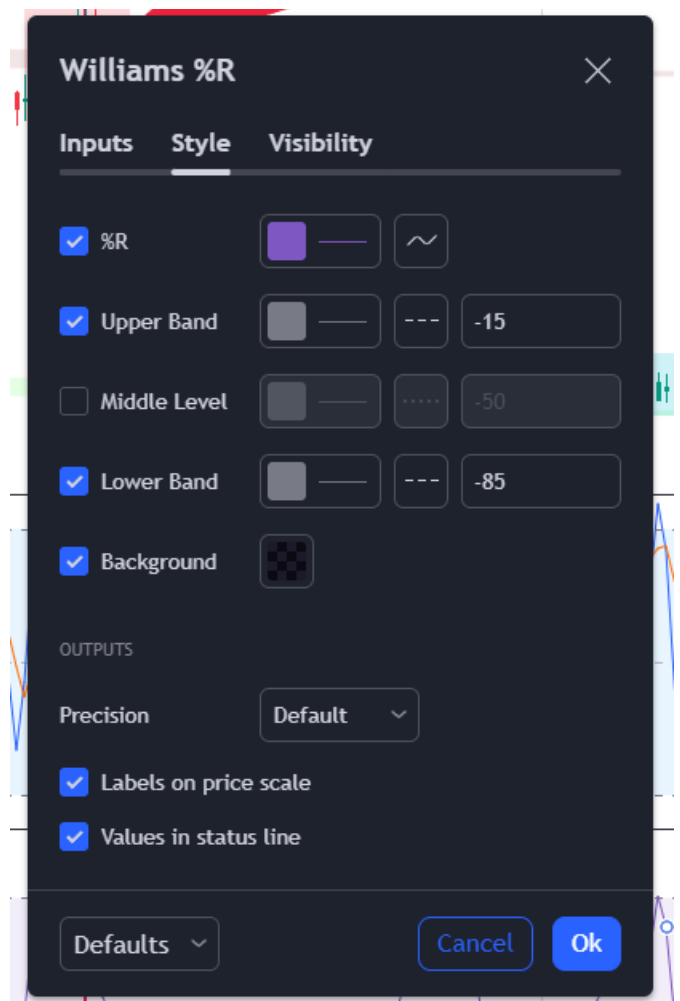 Williams %R
Inputs Style Visibility
%R
Upper Band -15
Middle Level -50
Lower Band -85
Background
OUTPUTS
Precision Default
Labels on price scale
Values in status line
Defaults Cancel Ok